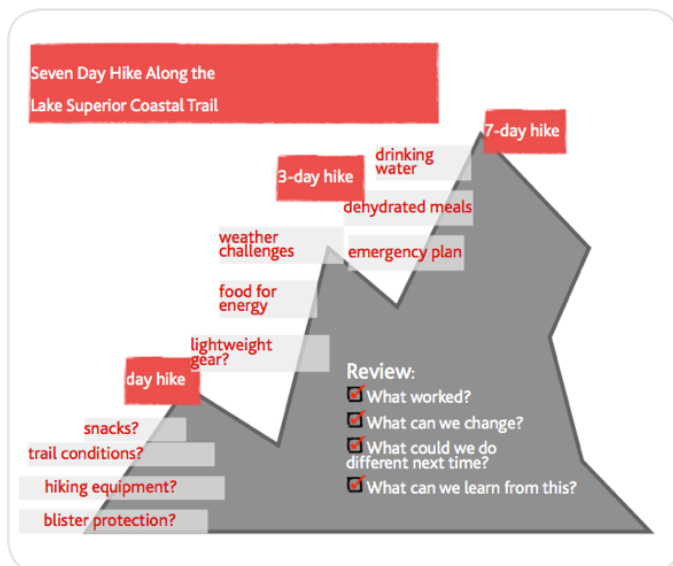 Seven Day Hike Along the
Lake Superior Coastal Trail
7-day hike
drinking
water
3-day hike
dehydrated meals
weather
challenges
emergency plan
food for
energy
lightweight
gear?
day hike
Review:
What worked?
What can we change?
What could we do
different next time?
What can we learn from this?
snacks?
trail conditions?
hiking equipment?
blister protection?